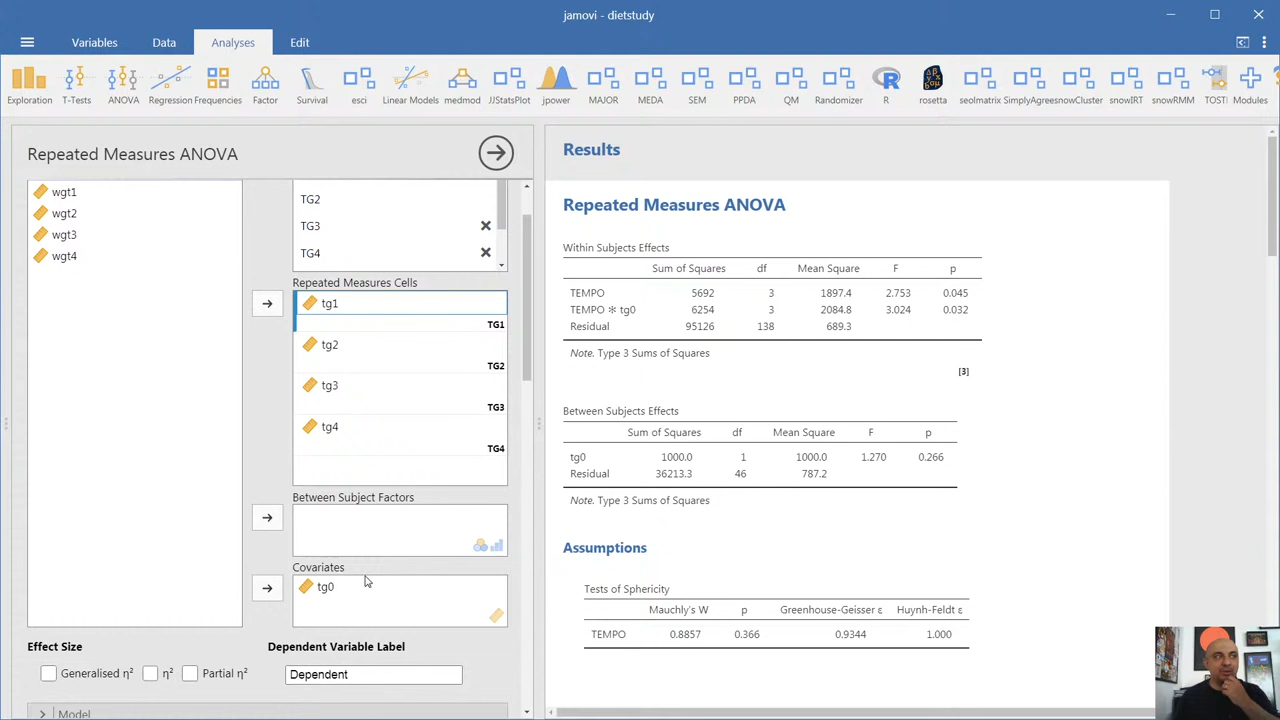 jamovi - dietstudy
Variables Data Analyses Edit
Exploration T-Tests ANOVA Regression Frequencies Factor Survival esci Linear Models medmod JJStatsPlot jpower MAJOR MEDA SEM PPDA QM Randomizer R rosetta seolmatrix SimplyAgree snowCluster snowIRT snowRMM TOST Modules
Repeated Measures ANOVA
wgt1
wgt2
wgt3
wgt4
TG2
TG3
TG4
Repeated Measures Cells
tg1
TG1
tg2
TG2
tg3
TG3
tg4
TG4
Between Subject Factors
Covariates
tg0
Effect Size Dependent Variable Label
Generalised η² η² Partial η² Dependent
Model
Results
Repeated Measures ANOVA
Within Subjects Effects
Sum of Squares df Mean Square F p
TEMPO 5692 3 1897.4 2.753 0.045
TEMPO ✻ tg0 6254 3 2084.8 3.024 0.032
Residual 95126 138 689.3
Note. Type 3 Sums of Squares
[3]
Between Subjects Effects
Sum of Squares df Mean Square F p
tg0 1000.0 1 1000.0 1.270 0.266
Residual 36213.3 46 787.2
Note. Type 3 Sums of Squares
Assumptions
Tests of Sphericity
Mauchly's W p Greenhouse-Geisser ε Huynh-Feldt ε
TEMPO 0.8857 0.366 0.9344 1.000